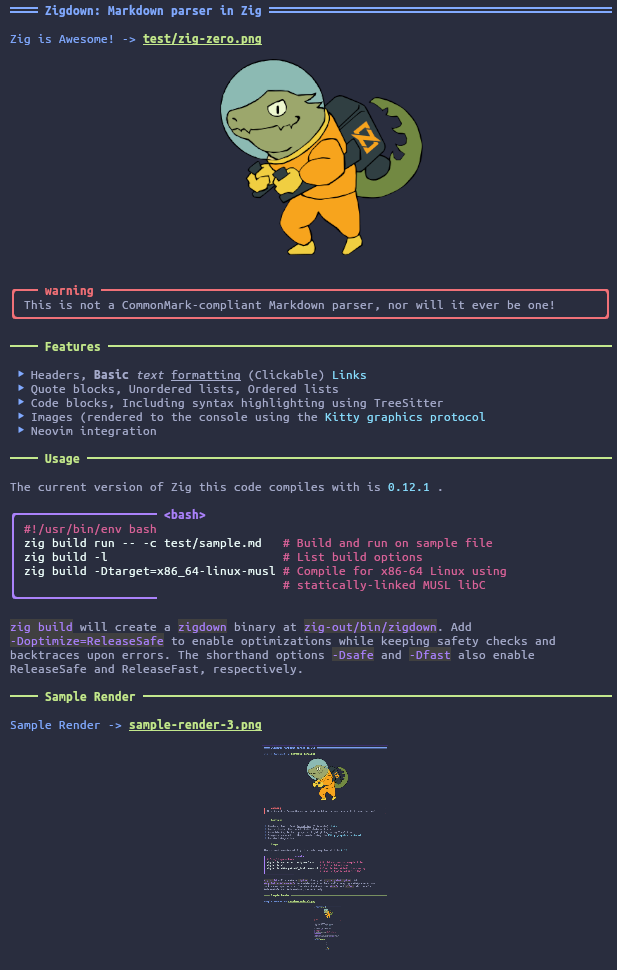 Zigdown: Markdown parser in Zig
Zig is Awesome! -> test/zig-zero.png
warning
This is not a CommonMark-compliant Markdown parser, nor will it ever be one!
Features
Headers, Basic text formatting (Clickable) Links
Quote blocks, Unordered lists, Ordered lists
Code blocks, Including syntax highlighting using TreeSitter
Images (rendered to the console using the Kitty graphics protocol
Neovim integration
Usage
The current version of Zig this code compiles with is 0.12.1 .
<bash>
#!/usr/bin/env bash
zig build run -- -c test/sample.md   # Build and run on sample file
zig build -l                         # List build options
zig build -Dtarget=x86_64-linux-musl # Compile for x86-64 Linux using
                                     # statically-linked MUSL libC
zig build will create a zigdown binary at zig-out/bin/zigdown. Add
-Doptimize=ReleaseSafe to enable optimizations while keeping safety checks and
backtraces upon errors. The shorthand options -Dsafe and -Dfast also enable
ReleaseSafe and ReleaseFast, respectively.
Sample Render
Sample Render -> sample-render-3.png